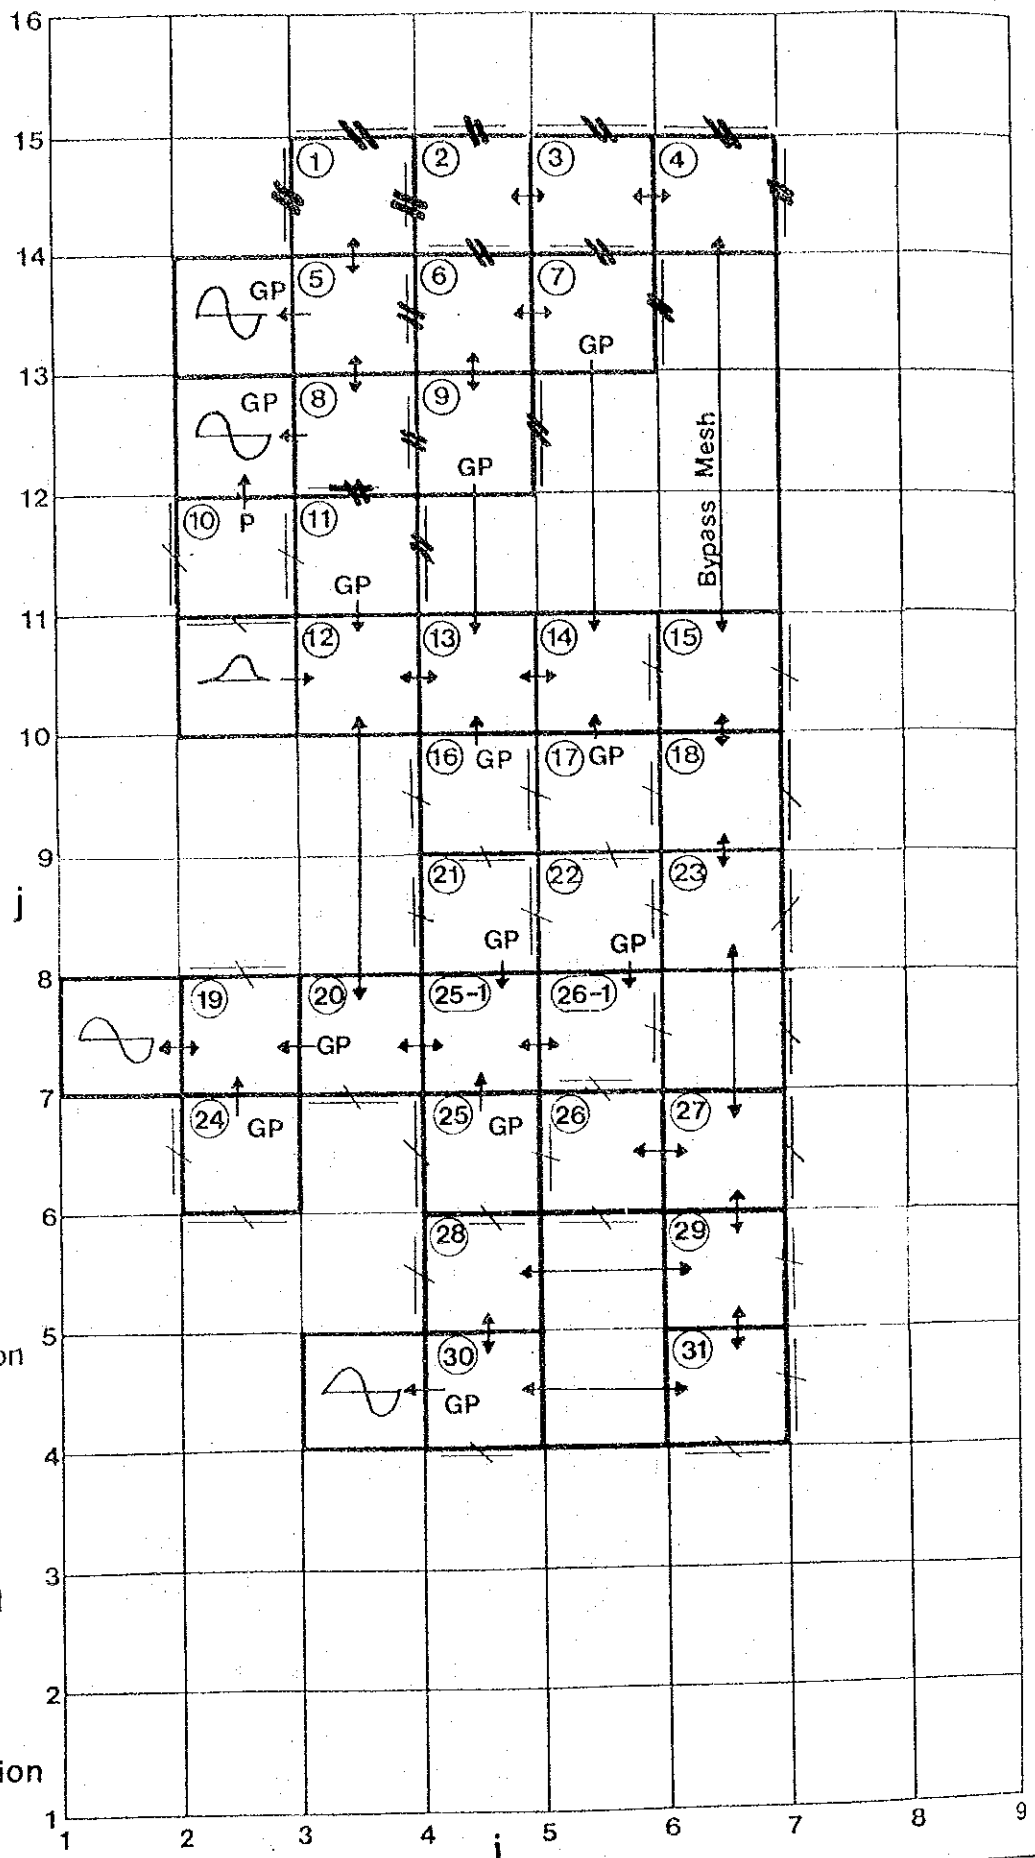 16
15
① ② ③ ④
14
GP ⑤ ⑥ ⑦
GP
13
GP ⑧ ⑨
Bypass Mesh
GP
12
⑩ P ⑪
GP
11
⑫ ⑬ ⑭ ⑮
10
⑯ GP ⑰ GP ⑱
9
㉑ ㉒ ㉓
j
GP GP
8
⑲ ⑳ 25-1 26-1
GP
7
㉔ GP ㉕ GP ㉖ ㉗
6
㉘ ㉙
5
on
㉚ ㉛
GP
4
3
2
ion
1
1 2 3 4 5 6 7 8 9
i